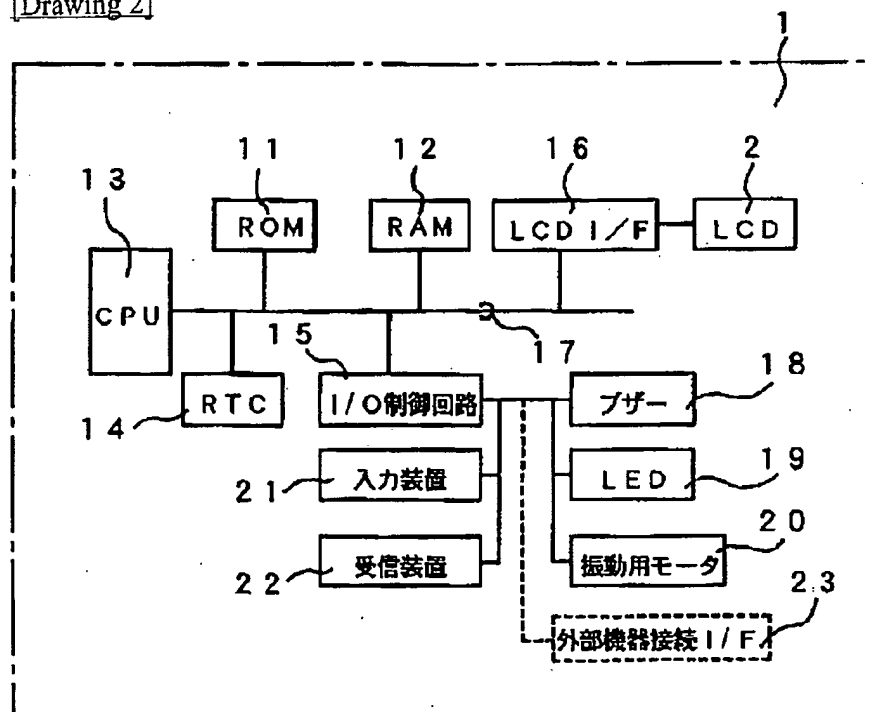 [Drawing 2]
1
11
12
16
2
13
ROM
RAM
LCD I/F
LCD
CPU
15
17
RTC
I/O制御回路
ブザー
18
14
21
入力装置
LED
19
22
受信装置
振動用モータ
20
外部機器接続I/F
23